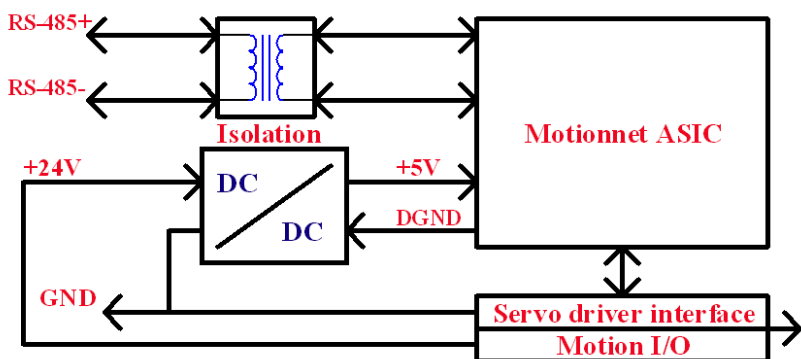 RS-485+
RS-485-
Isolation
Motionnet ASIC
+24V
DC
DC
+5V
DGND
GND
Servo driver interface
Motion I/O